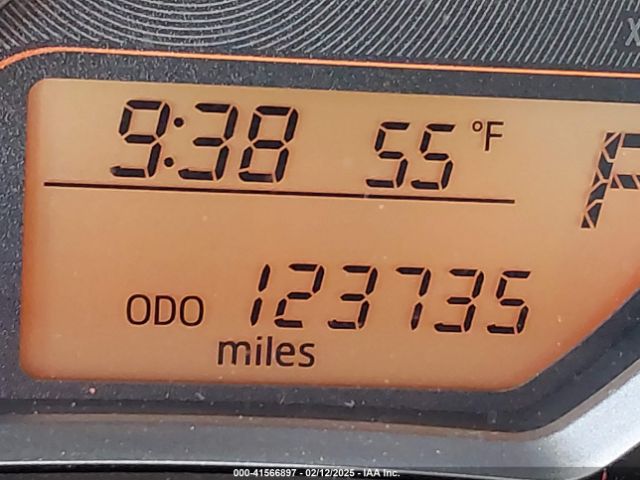 9:38 55 °F
ODO 123735
miles
000-41566897 - 02/12/2025 - IAA Inc.